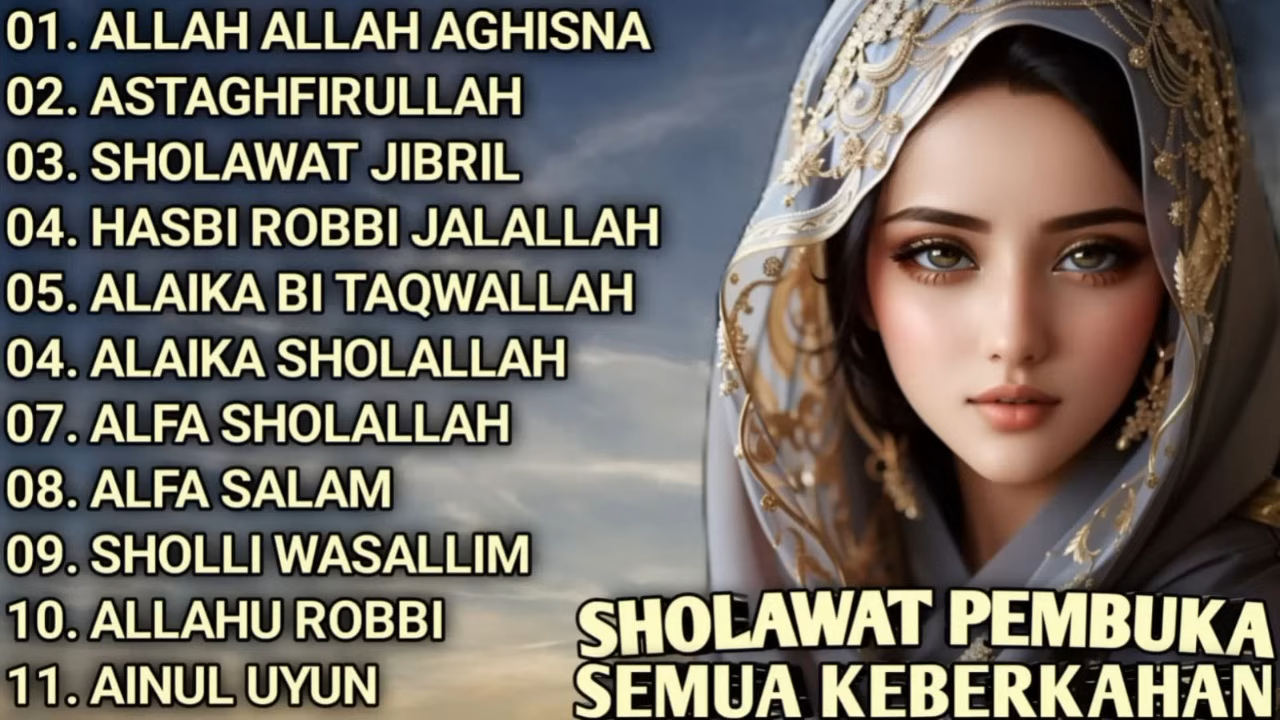 01. ALLAH ALLAH AGHISNA
02. ASTAGHFIRULLAH
03. SHOLAWAT JIBRIL
04. HASBI ROBBI JALALLAH
05. ALAIKA BI TAQWALLAH
04. ALAIKA SHOLALLAH
07. ALFA SHOLALLAH
08. ALFA SALAM
09. SHOLLI WASALLIM
10. ALLAHU ROBBI
11. AINUL UYUN
SHOLAWAT PEMBUKA
SEMUA KEBERKAHAN